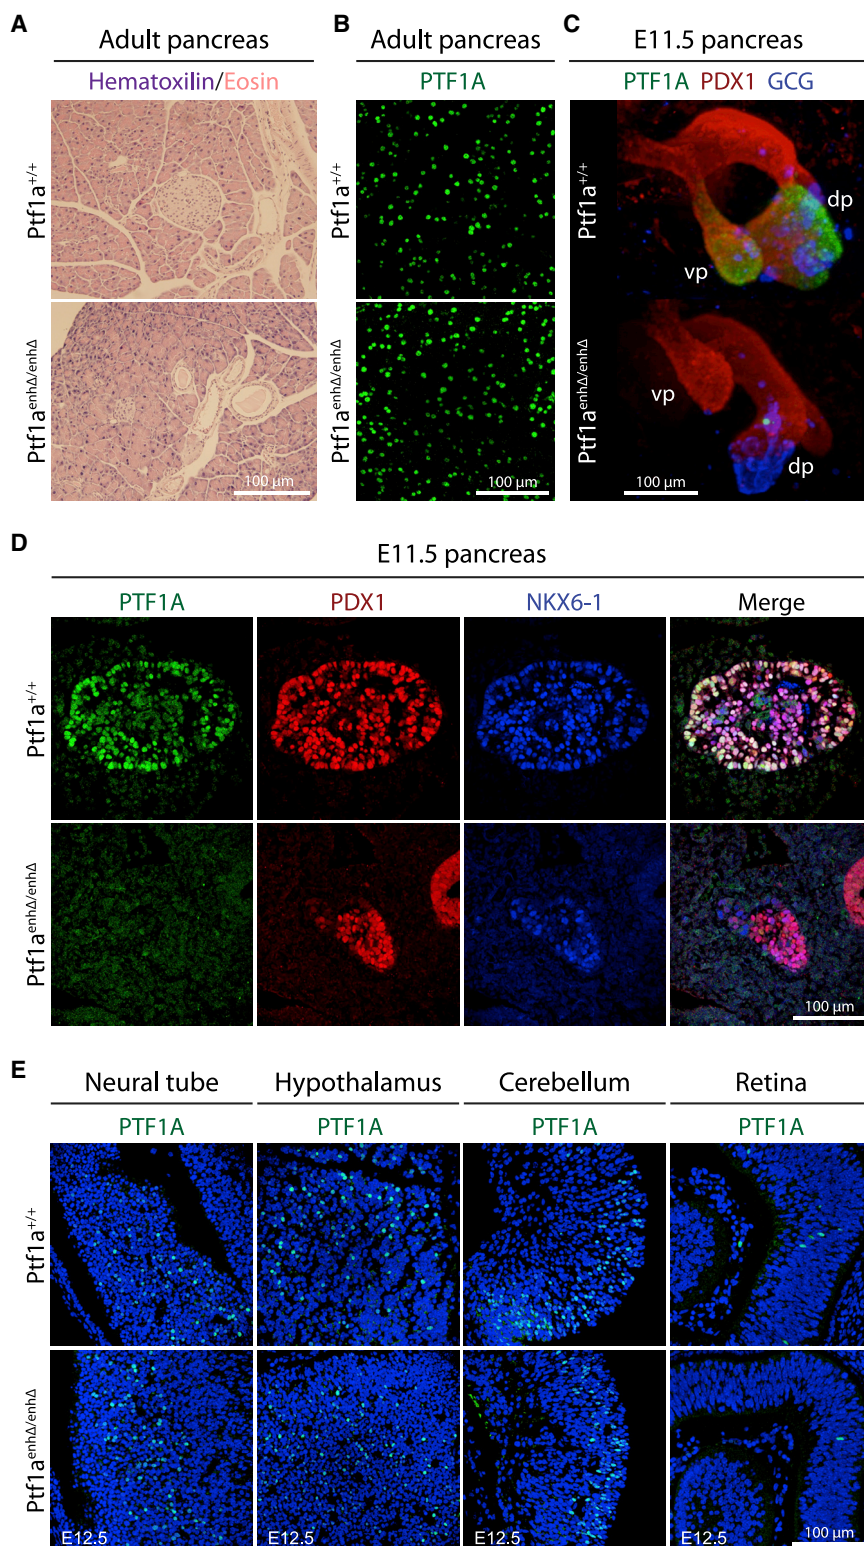 A
Adult pancreas
Hematoxilin/Eosin
Ptf1a+/+
Ptf1aenhΔ/enhΔ
100 µm
B
Adult pancreas
PTF1A
Ptf1a+/+
Ptf1aenhΔ/enhΔ
100 µm
C
E11.5 pancreas
PTF1A PDX1 GCG
Ptf1a+/+
dp
vp
Ptf1aenhΔ/enhΔ
vp
dp
100 µm
D
E11.5 pancreas
PTF1A PDX1 NKX6-1 Merge
Ptf1a+/+
Ptf1aenhΔ/enhΔ
100 µm
E
Neural tube Hypothalamus Cerebellum Retina
PTF1A PTF1A PTF1A PTF1A
Ptf1a+/+
Ptf1aenhΔ/enhΔ
E12.5 E12.5 E12.5 E12.5
100 µm